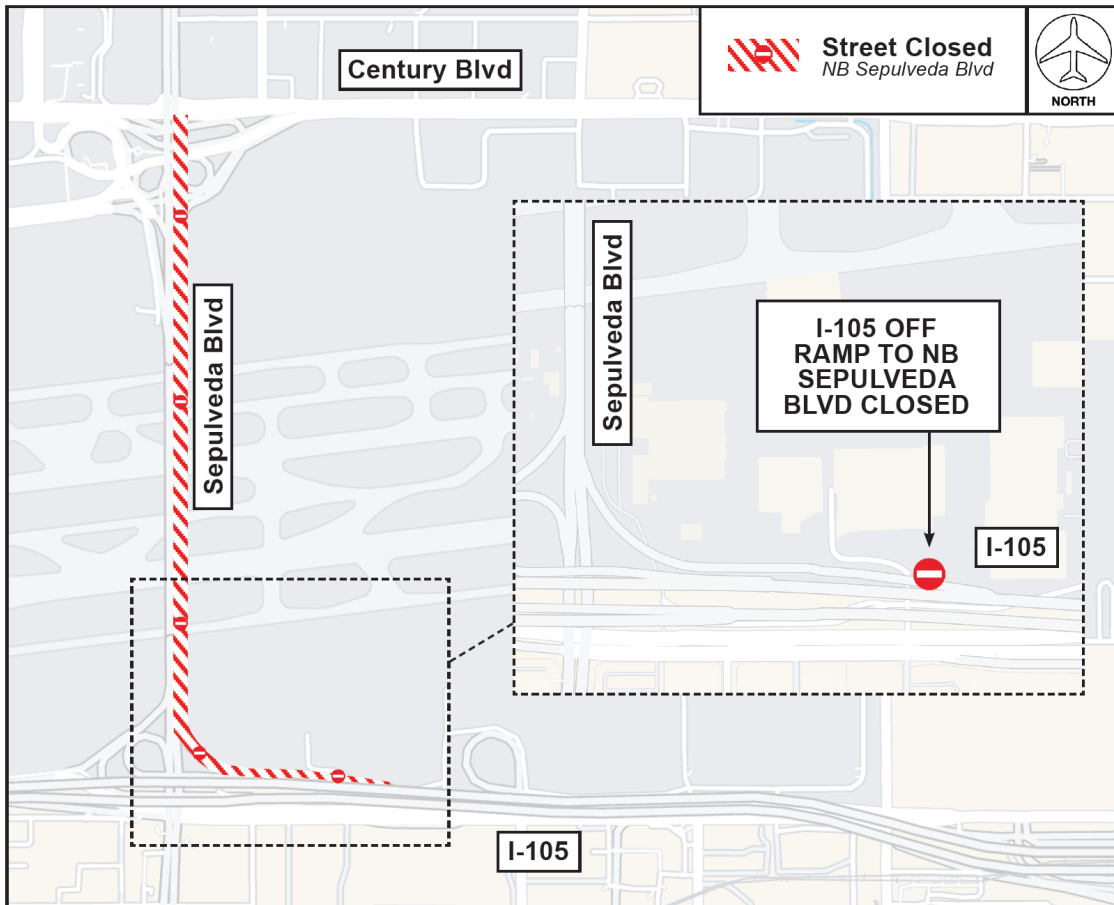 Century Blvd
Street Closed
NB Sepulveda Blvd
NORTH
Sepulveda Blvd
Sepulveda Blvd
I-105 OFF
RAMP TO NB
SEPULVEDA
BLVD CLOSED
I-105
I-105